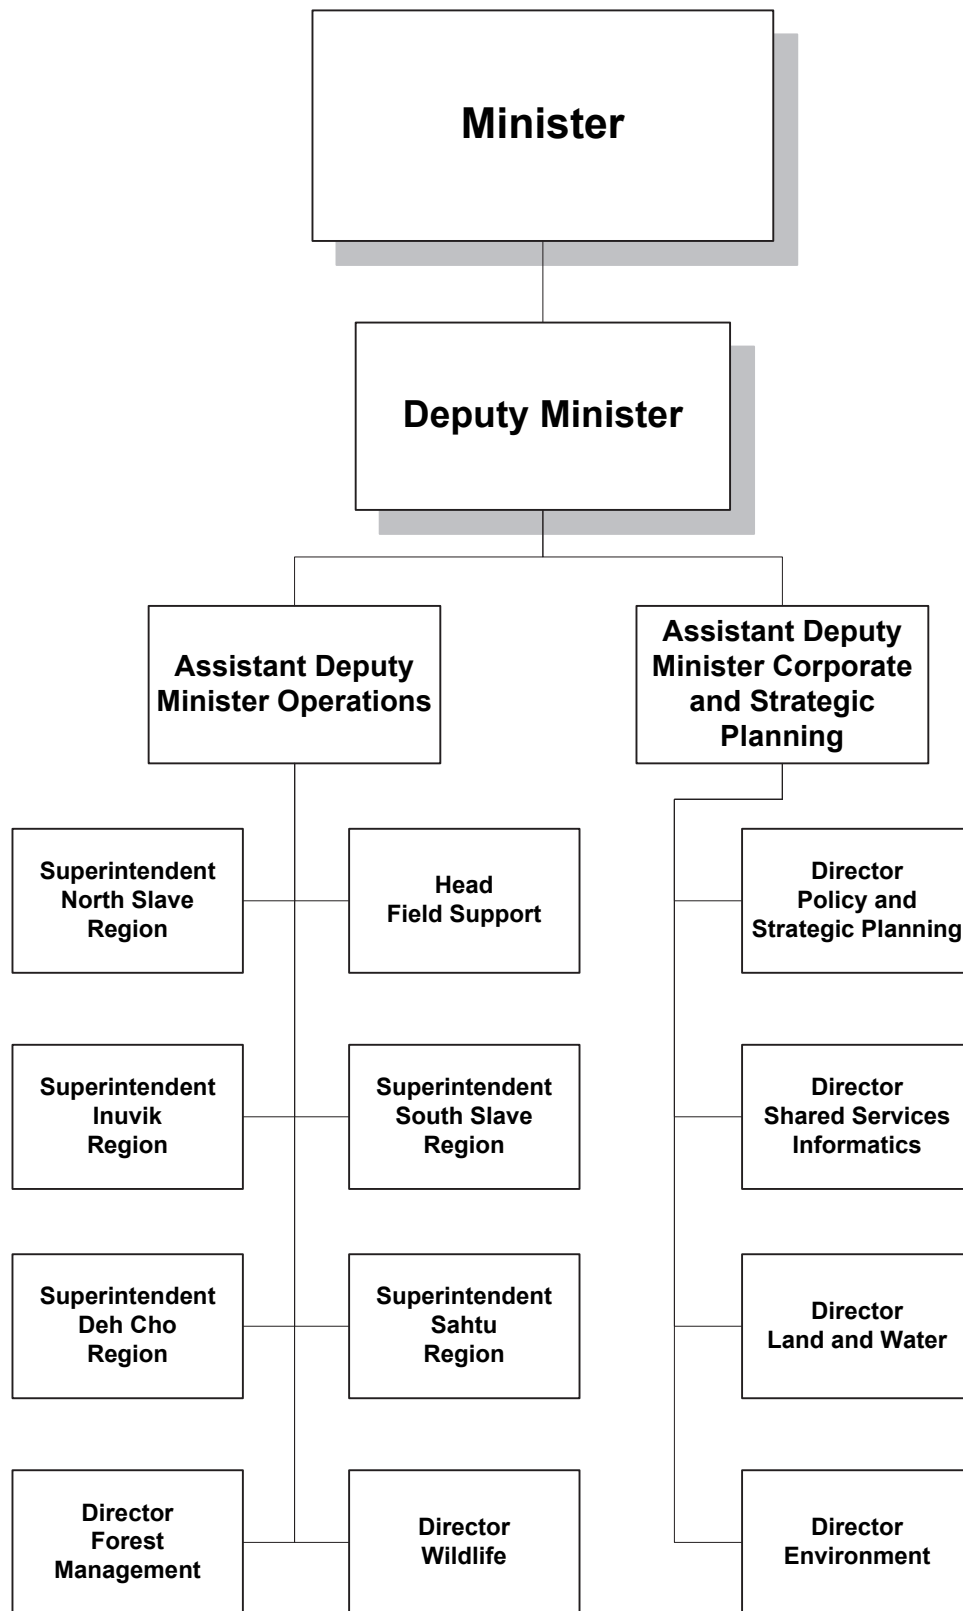 Minister
Deputy Minister
Assistant Deputy
Minister Operations
Assistant Deputy
Minister Corporate
and Strategic
Planning
Superintendent
North Slave
Region
Head
Field Support
Director
Policy and
Strategic Planning
Superintendent
Inuvik
Region
Superintendent
South Slave
Region
Director
Shared Services
Informatics
Superintendent
Deh Cho
Region
Superintendent
Sahtu
Region
Director
Land and Water
Director
Forest
Management
Director
Wildlife
Director
Environment